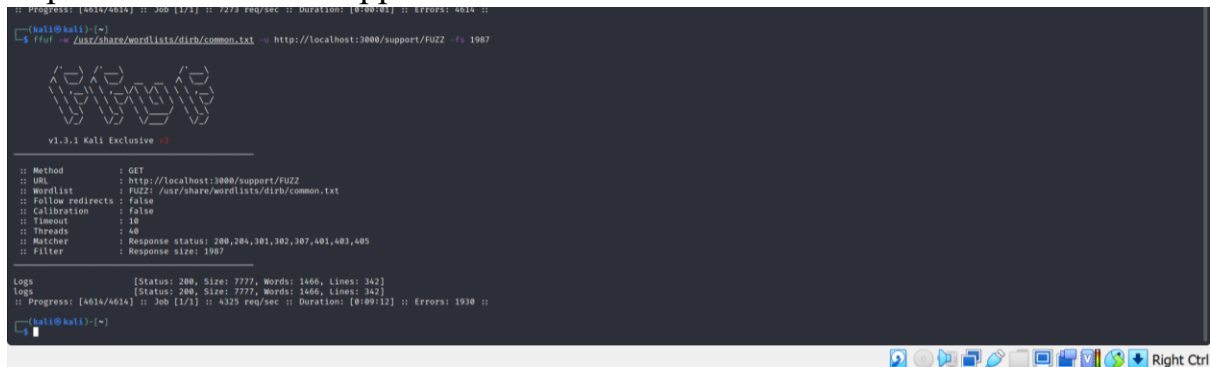 :: Progress: [4614/4614] :: Job [1/1] :: 7273 req/sec :: Duration: [0:00:01] :: Errors: 4614 ::
(kali㉿kali)-[~]
$ ffuf -w /usr/share/wordlists/dirb/common.txt -u http://localhost:3000/support/FUZZ -fs 1987
v1.3.1 Kali Exclusive <3
:: Method : GET
:: URL : http://localhost:3000/support/FUZZ
:: Wordlist : FUZZ: /usr/share/wordlists/dirb/common.txt
:: Follow redirects : false
:: Calibration : false
:: Timeout : 10
:: Threads : 40
:: Matcher : Response status: 200,204,301,302,307,401,403,405
:: Filter : Response size: 1987
Logs [Status: 200, Size: 7777, Words: 1466, Lines: 342]
logs [Status: 200, Size: 7777, Words: 1466, Lines: 342]
:: Progress: [4614/4614] :: Job [1/1] :: 4325 req/sec :: Duration: [0:09:12] :: Errors: 1930 ::
(kali㉿kali)-[~]
$
Right Ctrl